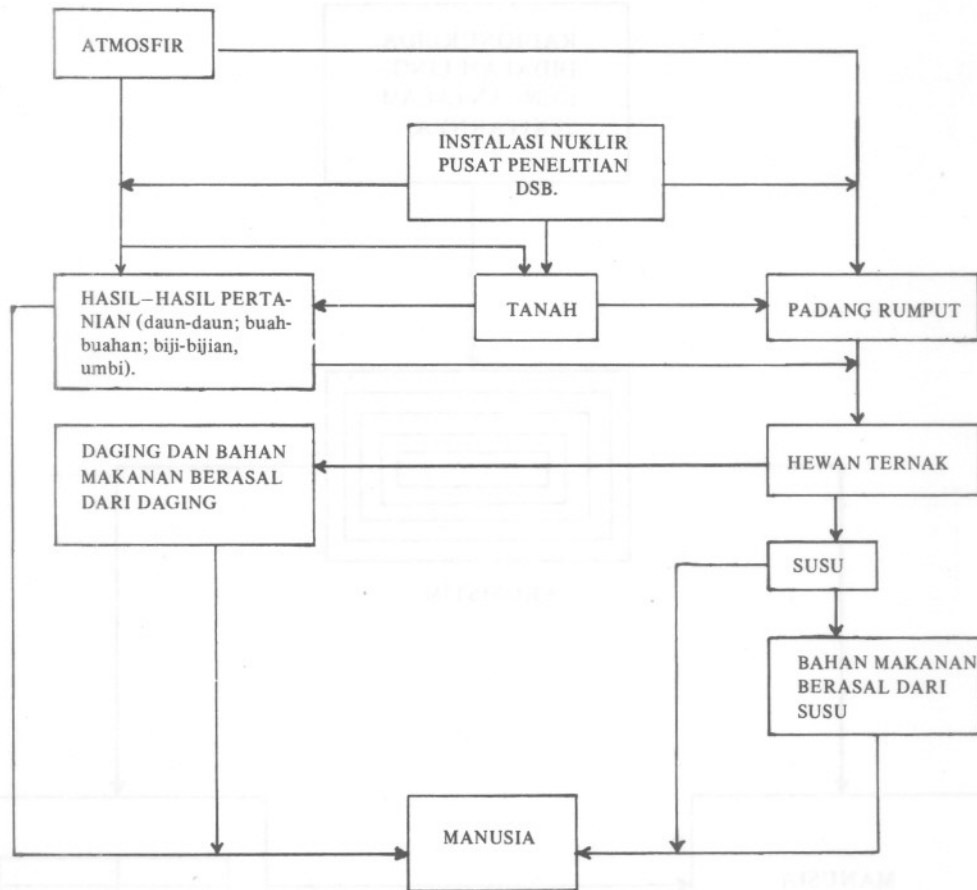 ATMOSFIR
INSTALASI NUKLIR
PUSAT PENELITIAN
DSB.
HASIL–HASIL PERTA-
NIAN (daun-daun; buah-
buahan; biji-bijian,
umbi).
TANAH
PADANG RUMPUT
DAGING DAN BAHAN
MAKANAN BERASAL
DARI DAGING
HEWAN TERNAK
SUSU
BAHAN MAKANAN
BERASAL DARI
SUSU
MANUSIA